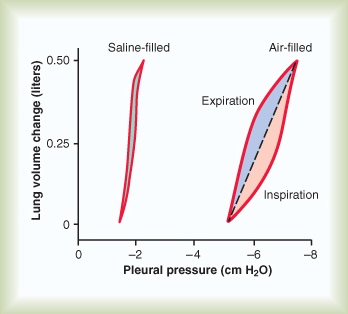 Saline-filled Air-filled
0.50
Expiration
0.25
Inspiration
0
0 –2 –4 –6 –8
Pleural pressure (cm H₂O)
Lung volume change (liters)